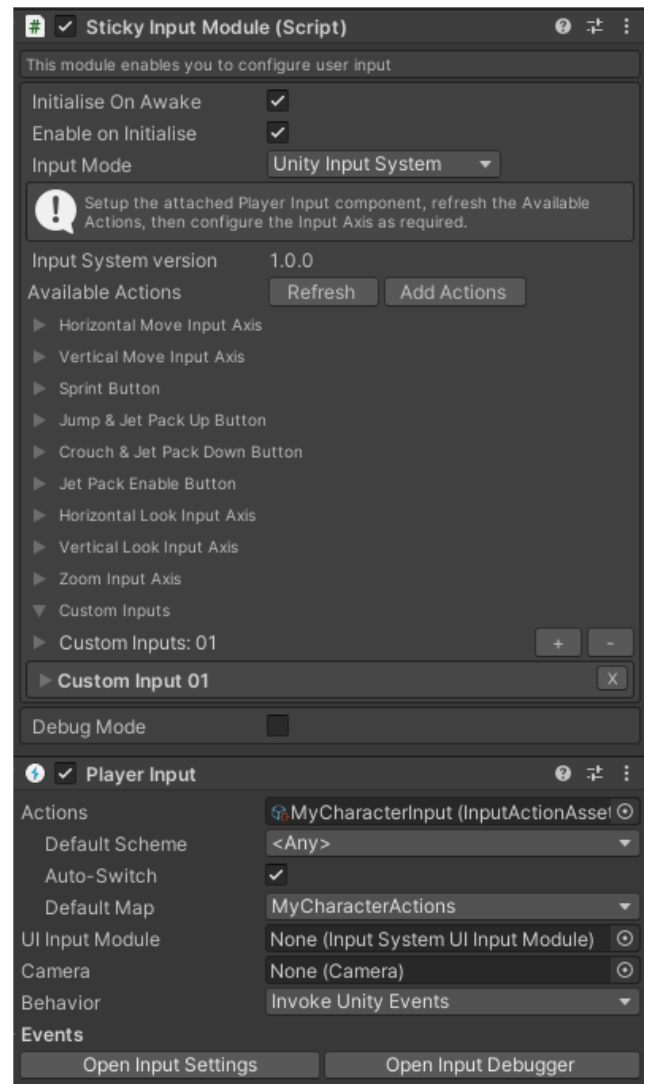 # Sticky Input Module (Script)
This module enables you to configure user input
Initialise On Awake
Enable on Initialise
Input Mode Unity Input System
Setup the attached Player Input component, refresh the Available
Actions, then configure the Input Axis as required.
Input System version 1.0.0
Available Actions Refresh Add Actions
Horizontal Move Input Axis
Vertical Move Input Axis
Sprint Button
Jump & Jet Pack Up Button
Crouch & Jet Pack Down Button
Jet Pack Enable Button
Horizontal Look Input Axis
Vertical Look Input Axis
Zoom Input Axis
Custom Inputs
Custom Inputs: 01 + -
Custom Input 01 X
Debug Mode
Player Input
Actions MyCharacterInput (InputActionAsset
Default Scheme <Any>
Auto-Switch
Default Map MyCharacterActions
UI Input Module None (Input System UI Input Module)
Camera None (Camera)
Behavior Invoke Unity Events
Events
Open Input Settings Open Input Debugger